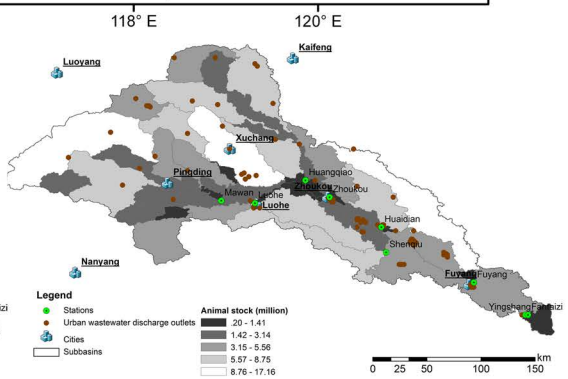 118° E 120° E
Kaifeng
Luoyang
Xuchang
Pingding
Huangqiao
Zhoukou Zhoukou
Mawan Luohe
Luohe
Huaidian
Shenqiu
Nanyang
Fuyang Fuyang
Yingshang Fantaizi
izi
Legend
Stations
Urban wastewater discharge outlets
Cities
Subbasins
Animal stock (million)
.20 - 1.41
1.42 - 3.14
3.15 - 5.56
5.57 - 8.75
8.76 - 17.16
km
0 25 50 100 150